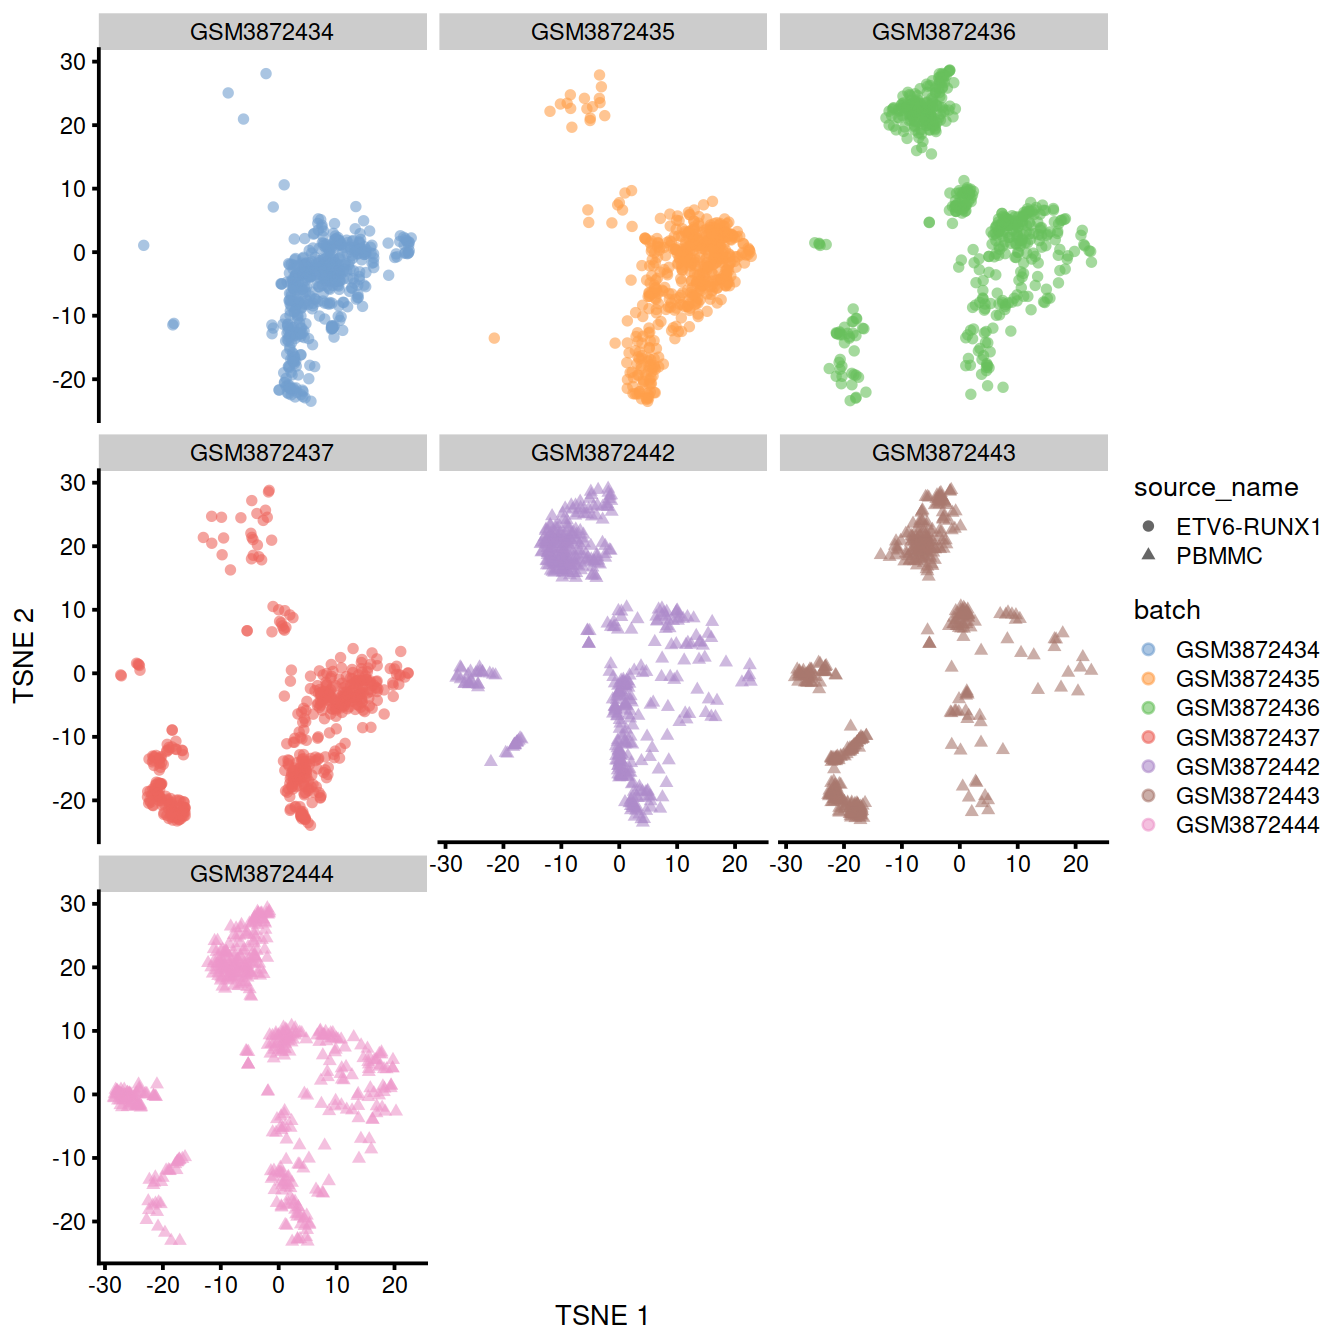 GSM3872434 GSM3872435 GSM3872436
30
20
10
0
-10
-20
GSM3872437 GSM3872442 GSM3872443
30
20
10
0
-10
-20
-30 -20 -10 0 10 20 -30 -20 -10 0 10 20
GSM3872444
30
20
10
0
-10
-20
-30 -20 -10 0 10 20
TSNE 1
TSNE 2
source_name
ETV6-RUNX1
PBMMC
batch
GSM3872434
GSM3872435
GSM3872436
GSM3872437
GSM3872442
GSM3872443
GSM3872444